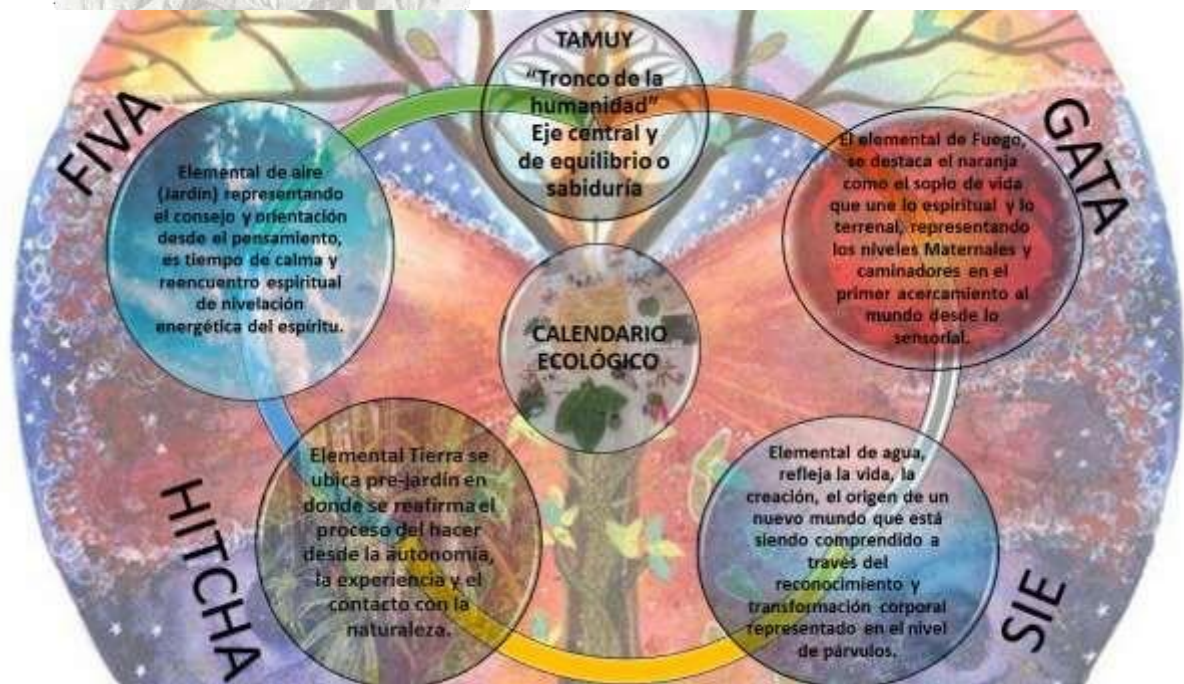 TAMUY
“Tronco de la
humanidad”
Eje central y
de equilibrio o
sabiduría
GATA
El elemental de Fuego,
se destaca el naranja
como el soplo de vida
que une lo espiritual y lo
terrenal, representando
los niveles Maternales y
caminadores en el
primer acercamiento al
mundo desde lo
sensorial.
SIE
Elemental de agua,
refleja la vida, la
creación, el origen de un
nuevo mundo que está
siendo comprendido a
través del
reconocimiento y
transformación corporal
representado en el nivel
de párvulos.
HITCHA
Elemental Tierra se
ubica pre-jardín en
donde se reafirma el
proceso del hacer
desde la autonomía,
la experiencia y el
contacto con la
naturaleza.
FIVA
Elemental de aire
(Jardín) representando
el consejo y orientación
desde el pensamiento,
es tiempo de calma y
reencuentro espiritual
de nivelación
energética del espíritu.
CALENDARIO
ECOLÓGICO